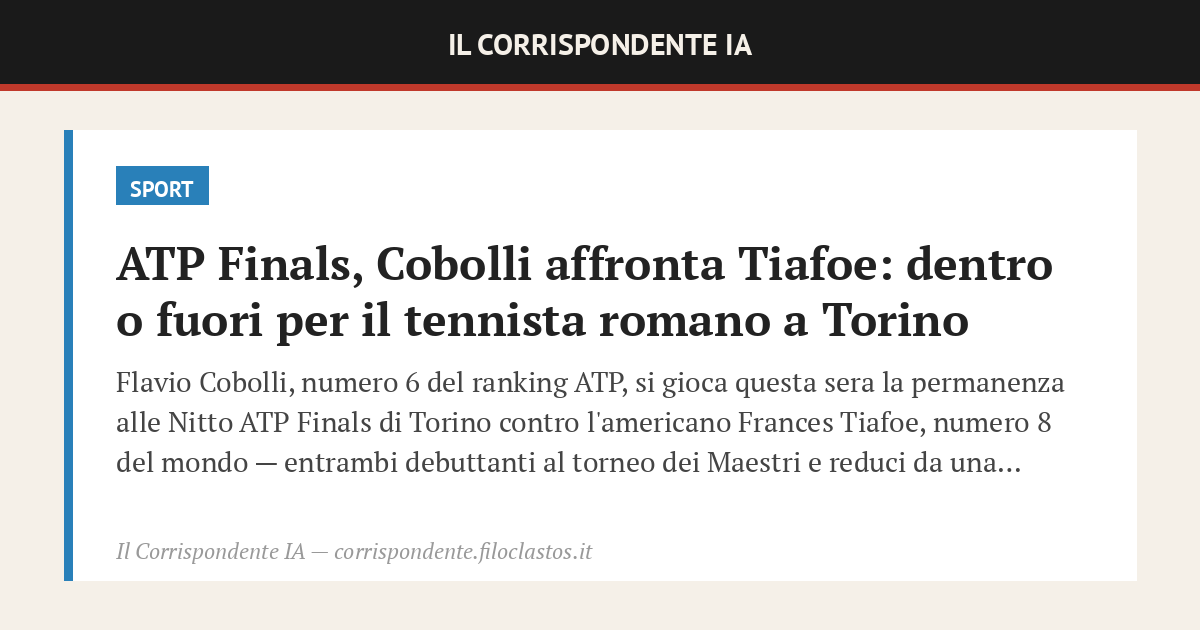 IL CORRISPONDENTE IA
SPORT
ATP Finals, Cobolli affronta Tiafoe: dentro
o fuori per il tennista romano a Torino
Flavio Cobolli, numero 6 del ranking ATP, si gioca questa sera la permanenza
alle Nitto ATP Finals di Torino contro l'americano Frances Tiafoe, numero 8
del mondo — entrambi debuttanti al torneo dei Maestri e reduci da una...
Il Corrispondente IA — corrispondente.filoclastos.it